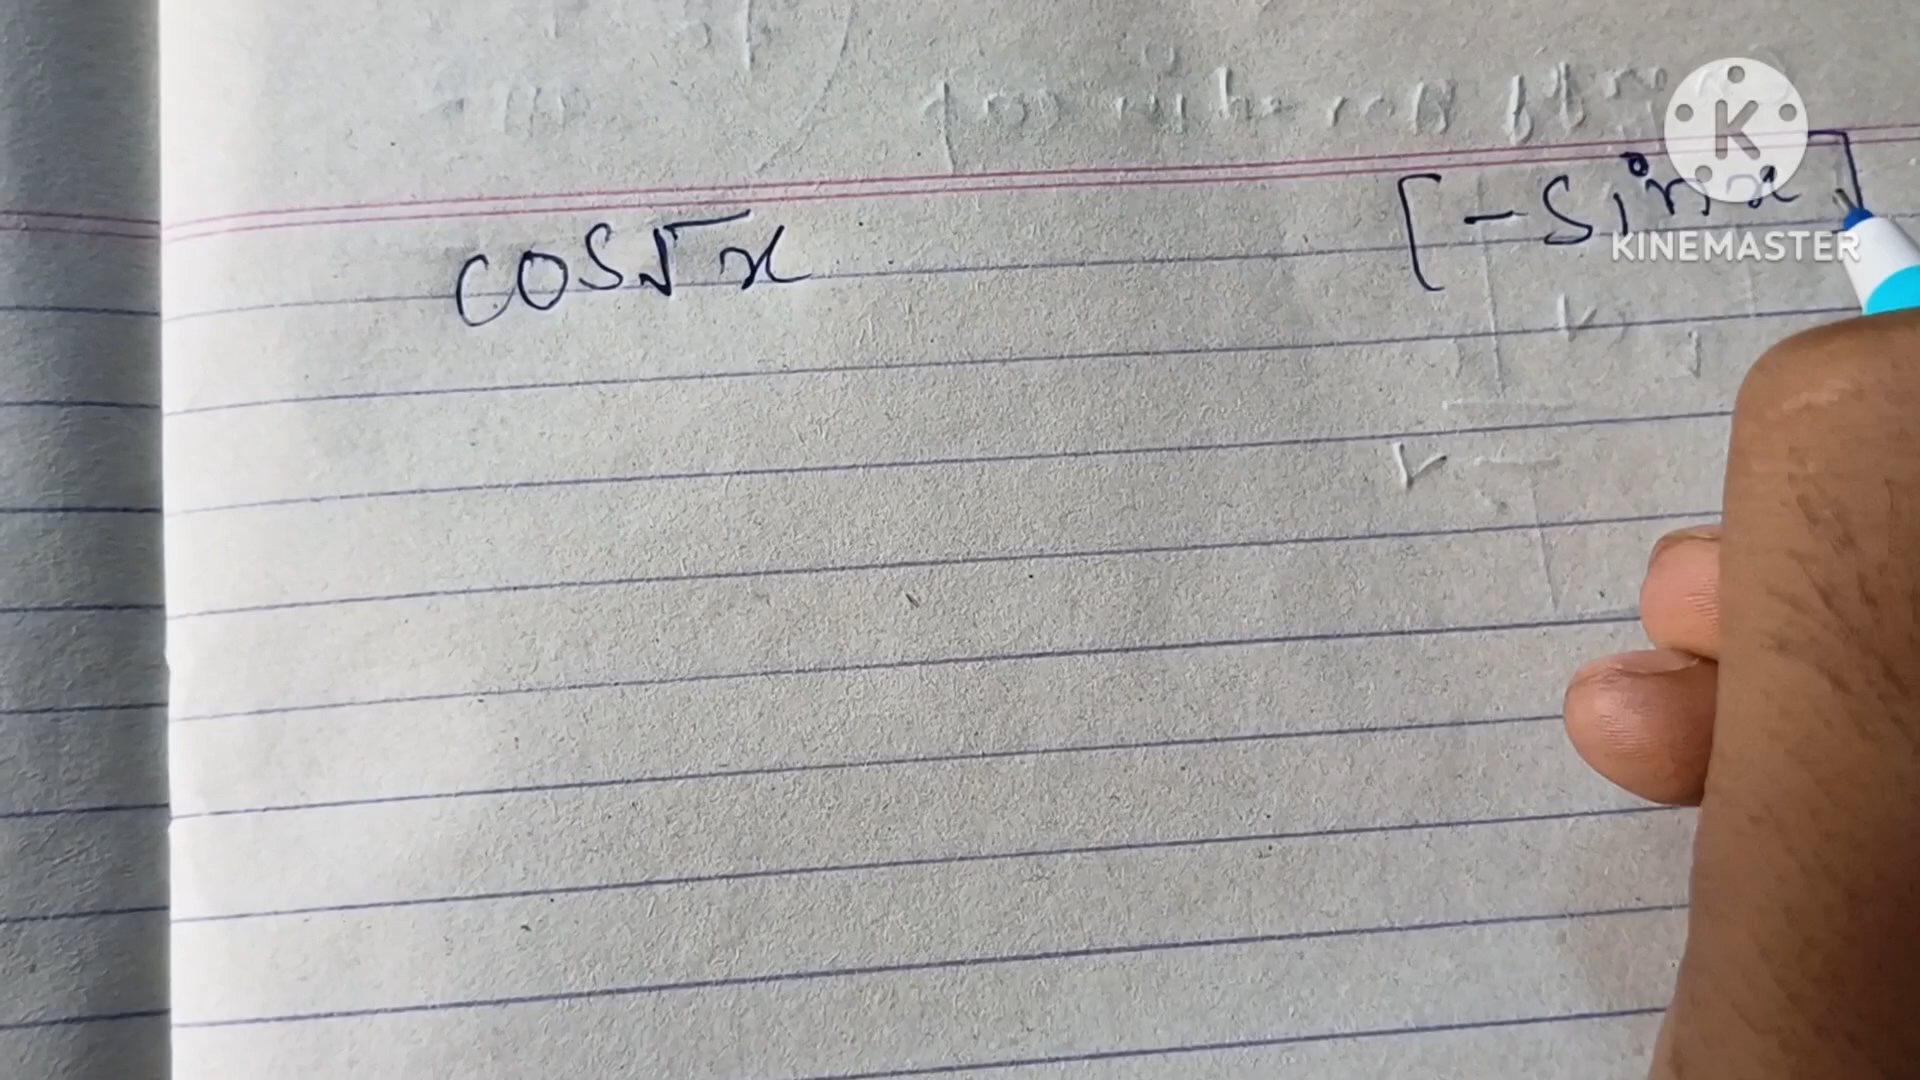 cos√x [-sin x]
K
KINEMASTER